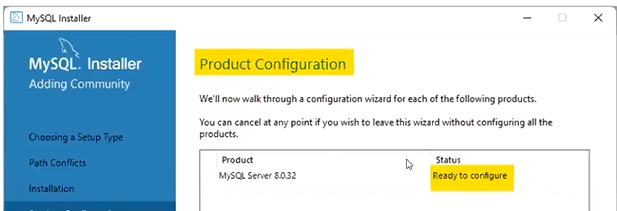 MySQL Installer
MySQL. Installer
Adding Community
Product Configuration
We'll now walk through a configuration wizard for each of the following products.
You can cancel at any point if you wish to leave this wizard without configuring all the
products.
Choosing a Setup Type
Path Conflicts
Installation
Product Status
MySQL Server 8.0.32 Ready to configure